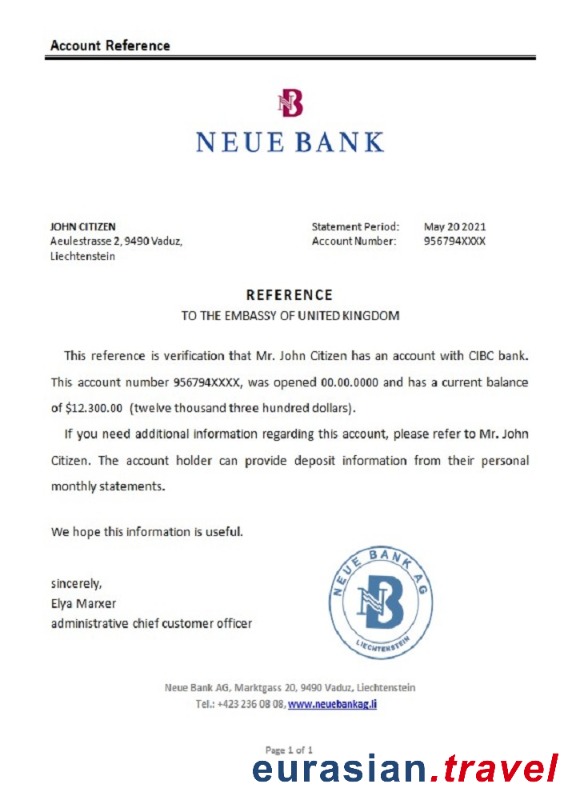 Account Reference
NB
NEUE BANK
JOHN CITIZEN
Aeulestrasse 2, 9490 Vaduz,
Liechtenstein
Statement Period: May 20 2021
Account Number: 956794XXXX
REFERENCE
TO THE EMBASSY OF UNITED KINGDOM
This reference is verification that Mr. John Citizen has an account with CIBC bank.
This account number 956794XXXX, was opened 00.00.0000 and has a current balance
of $12.300.00 (twelve thousand three hundred dollars).
If you need additional information regarding this account, please refer to Mr. John
Citizen. The account holder can provide deposit information from their personal
monthly statements.
We hope this information is useful.
sincerely,
Elya Marxer
administrative chief customer officer
NEUE BANK AG
NB
LIECHTENSTEIN
Neue Bank AG, Marktgass 20, 9490 Vaduz, Liechtenstein
Tel.: +423 236 08 08, www.neuebankag.li
Page 1 of 1
eurasian.travel